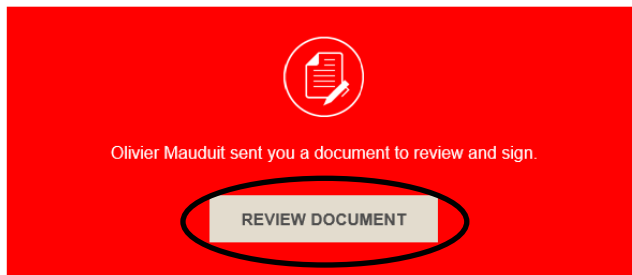 Olivier Mauduit sent you a document to review and sign.
REVIEW DOCUMENT